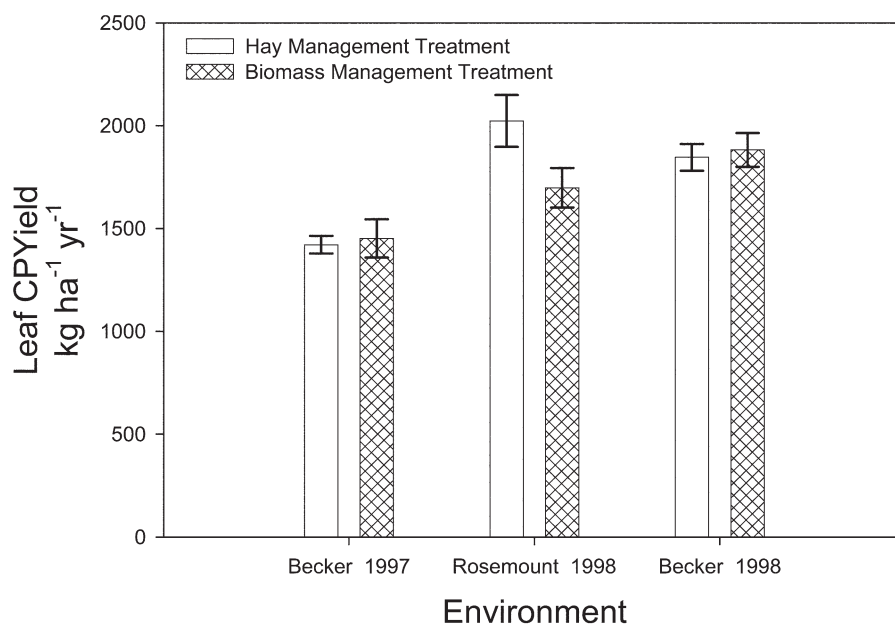 2500
Hay Management Treatment
Biomass Management Treatment
2000
1500
1000
500
0
Leaf CPYield
kg ha⁻¹ yr⁻¹
Becker 1997
Rosemount 1998
Becker 1998
Environment